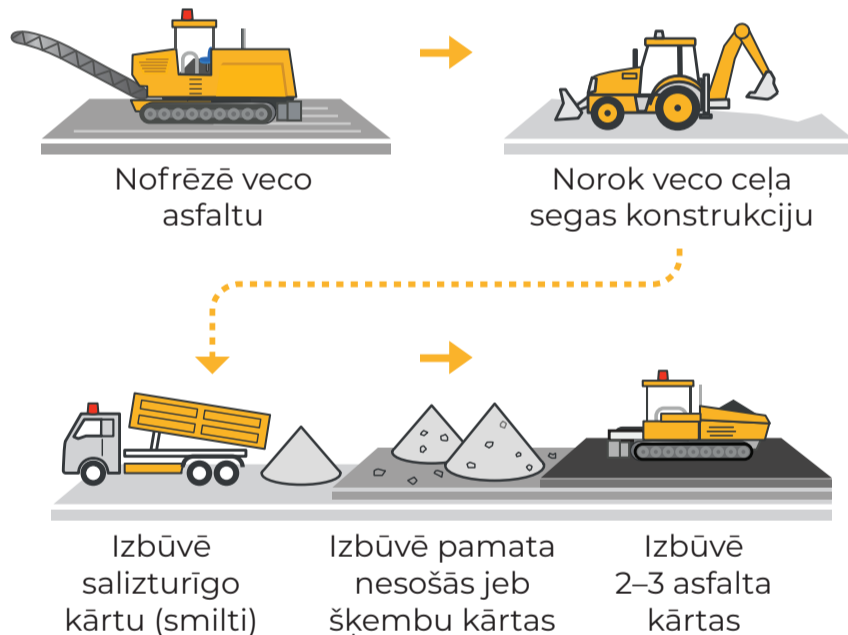 Nofrēzē veco
asfaltu
Norok veco ceļa
segas konstrukciju
Izbūvē
salizturīgo
kārtu (smilti)
Izbūvē pamata
nesošās jeb
šķembu kārtas
Izbūvē
2–3 asfalta
kārtas